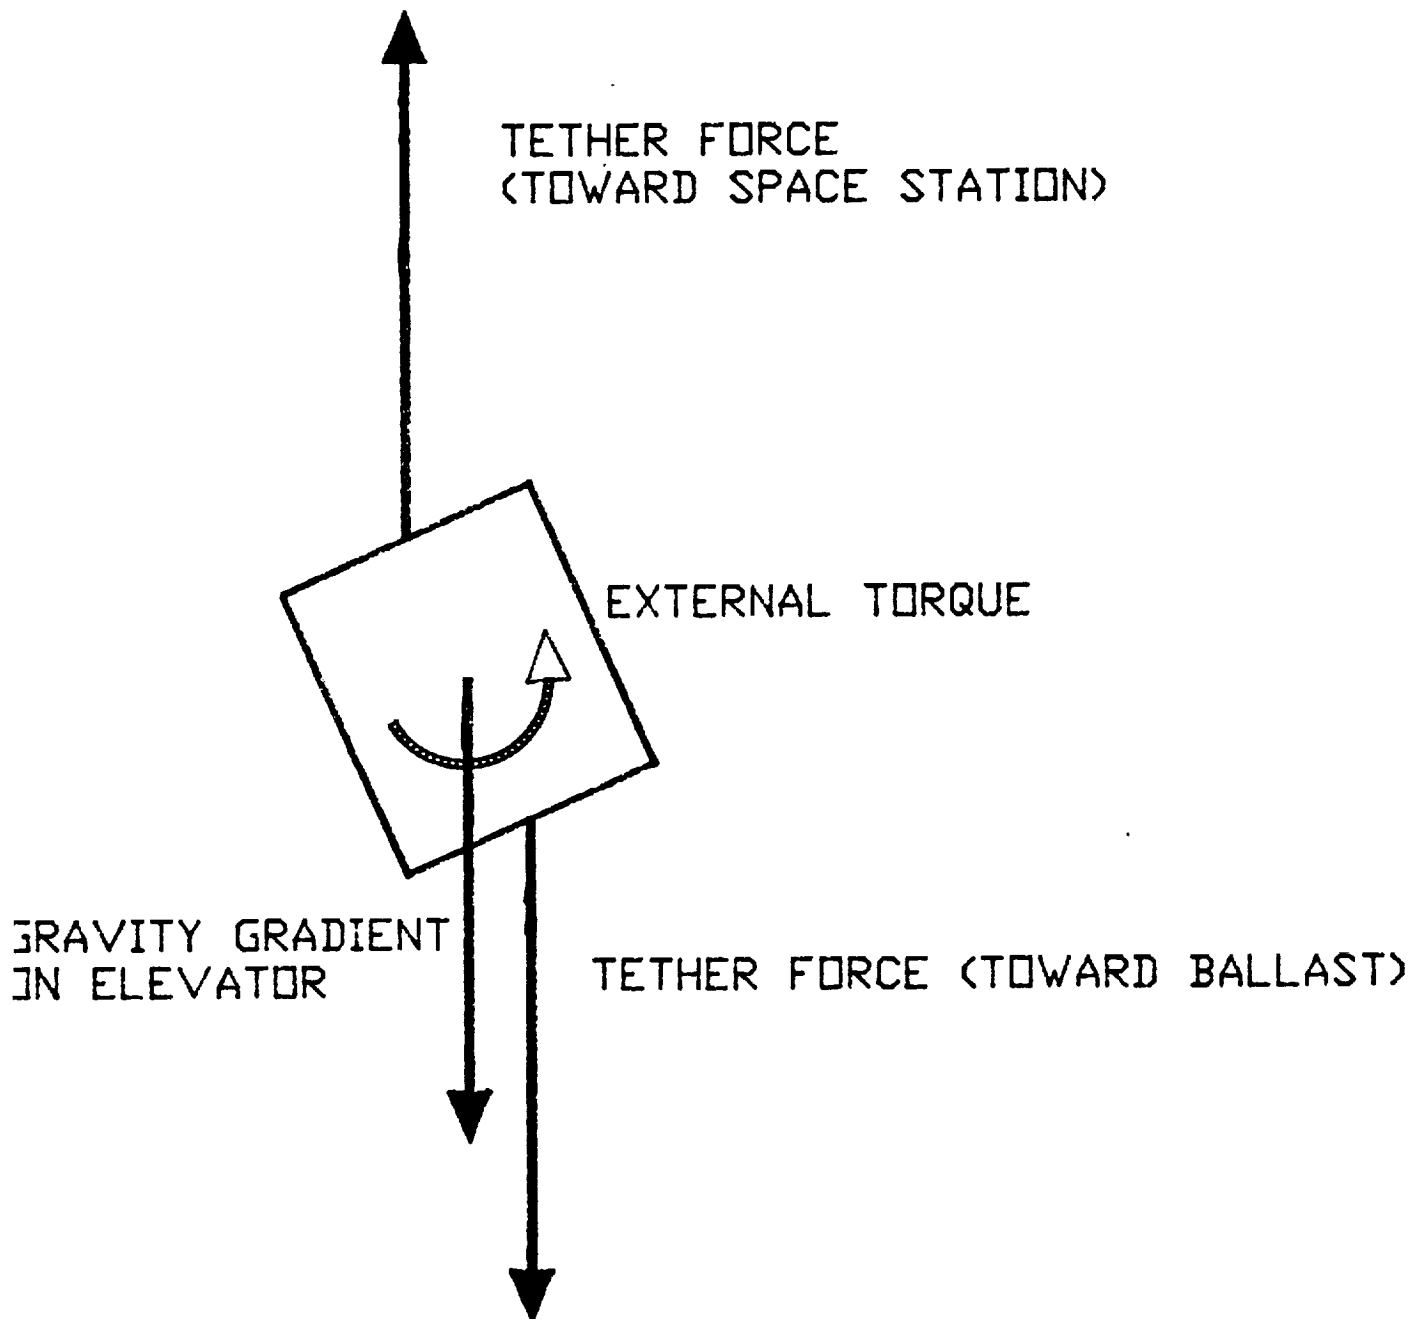 TETHER FORCE
(TOWARD SPACE STATION)
EXTERNAL TORQUE
GRAVITY GRADIENT
ON ELEVATOR
TETHER FORCE (TOWARD BALLAST)